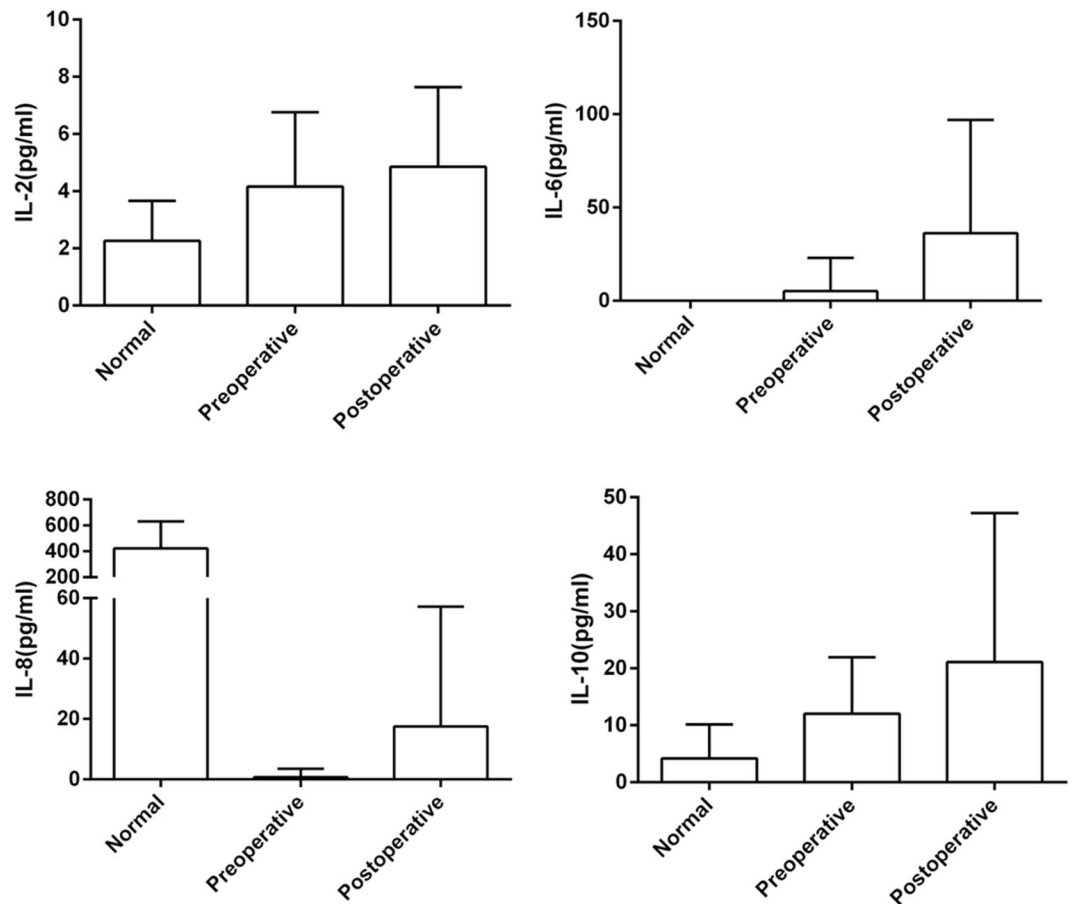 10
8
6
4
2
0
IL-2(pg/ml)
Normal
Preoperative
Postoperative
150
100
50
0
IL-6(pg/ml)
Normal
Preoperative
Postoperative
800
600
400
200
60
40
20
0
IL-8(pg/ml)
Normal
Preoperative
Postoperative
50
40
30
20
10
0
IL-10(pg/ml)
Normal
Preoperative
Postoperative